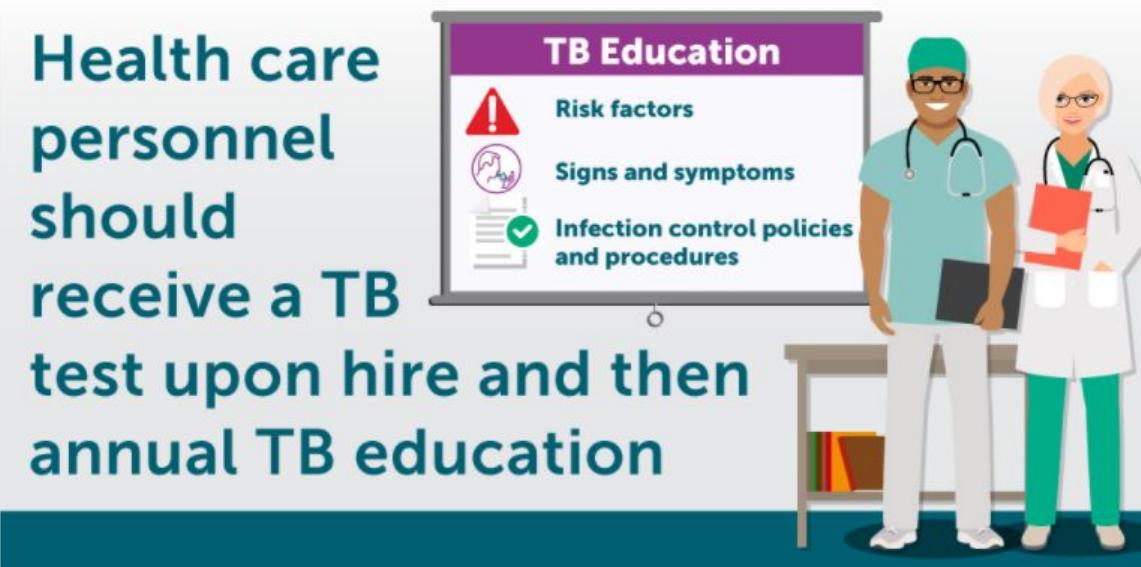 Health care
personnel
should
receive a TB
test upon hire and then
annual TB education
TB Education
Risk factors
Signs and symptoms
Infection control policies
and procedures